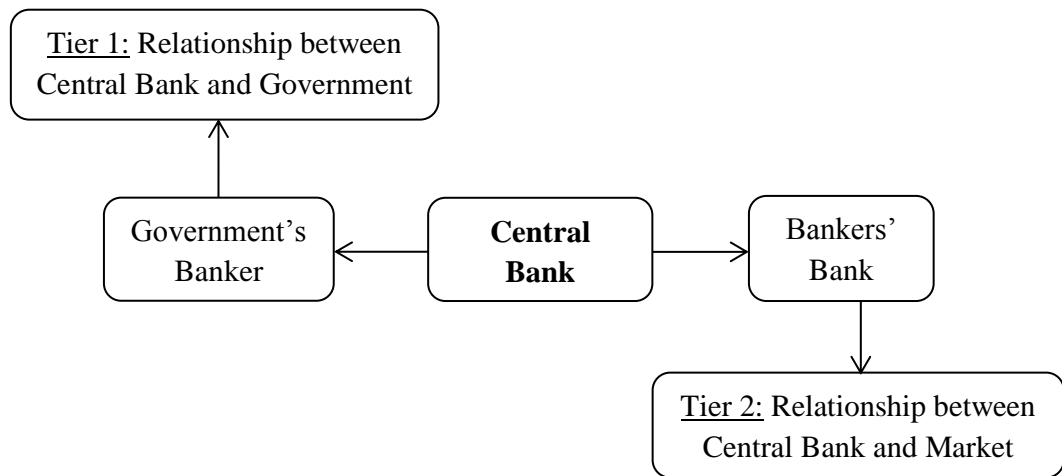 Tier 1: Relationship between
Central Bank and Government
Government’s
Banker
Central
Bank
Bankers’
Bank
Tier 2: Relationship between
Central Bank and Market